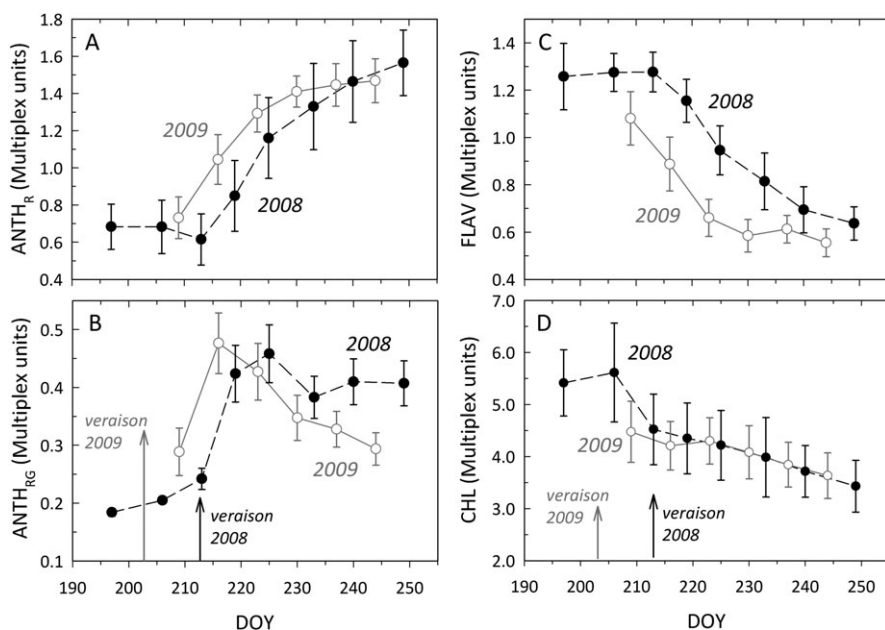 A
ANTH_R (Multiplex units)
1.8
1.6
1.4
1.2
1.0
0.8
0.6
0.4
2009
2008
C
FLAV (Multiplex units)
1.6
1.4
1.2
1.0
0.8
0.6
0.4
2008
2009
B
ANTH_RG (Multiplex units)
0.5
0.4
0.3
0.2
0.1
2008
2009
veraison
2009
veraison
2008
190 200 210 220 230 240 250
DOY
D
CHL (Multiplex units)
7.0
6.0
5.0
4.0
3.0
2.0
2008
2009
veraison
2009
veraison
2008
190 200 210 220 230 240 250
DOY